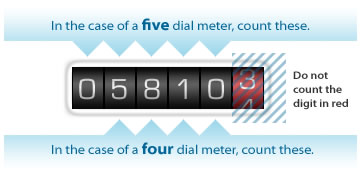 In the case of a five dial meter, count these.
0 5 8 1 0 3
Do not
count the
digit in red
In the case of a four dial meter, count these.